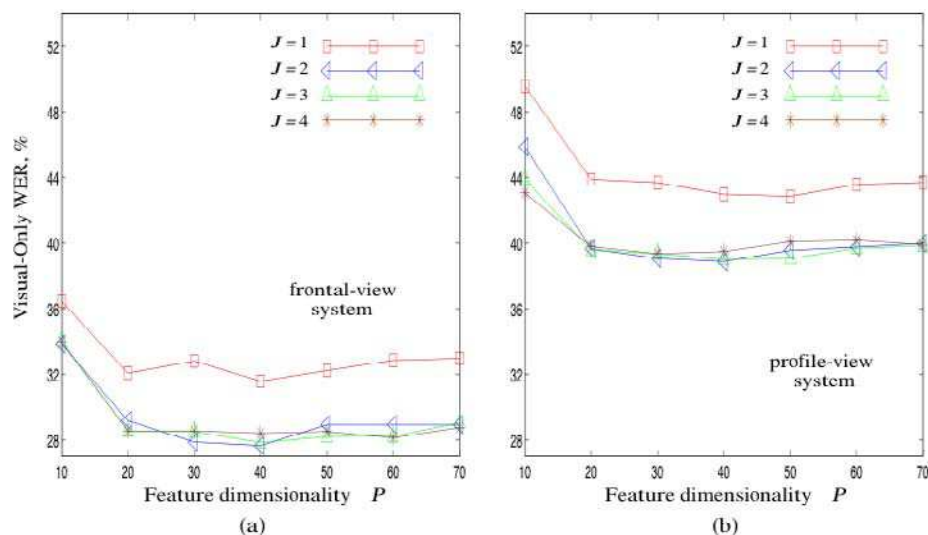 Visual-Only WER, %
52
48
44
40
36
32
28
J = 1
J = 2
J = 3
J = 4
frontal-view
system
10 20 30 40 50 60 70
Feature dimensionality P
(a)
52
48
44
40
36
32
28
J = 1
J = 2
J = 3
J = 4
profile-view
system
10 20 30 40 50 60 70
Feature dimensionality P
(b)